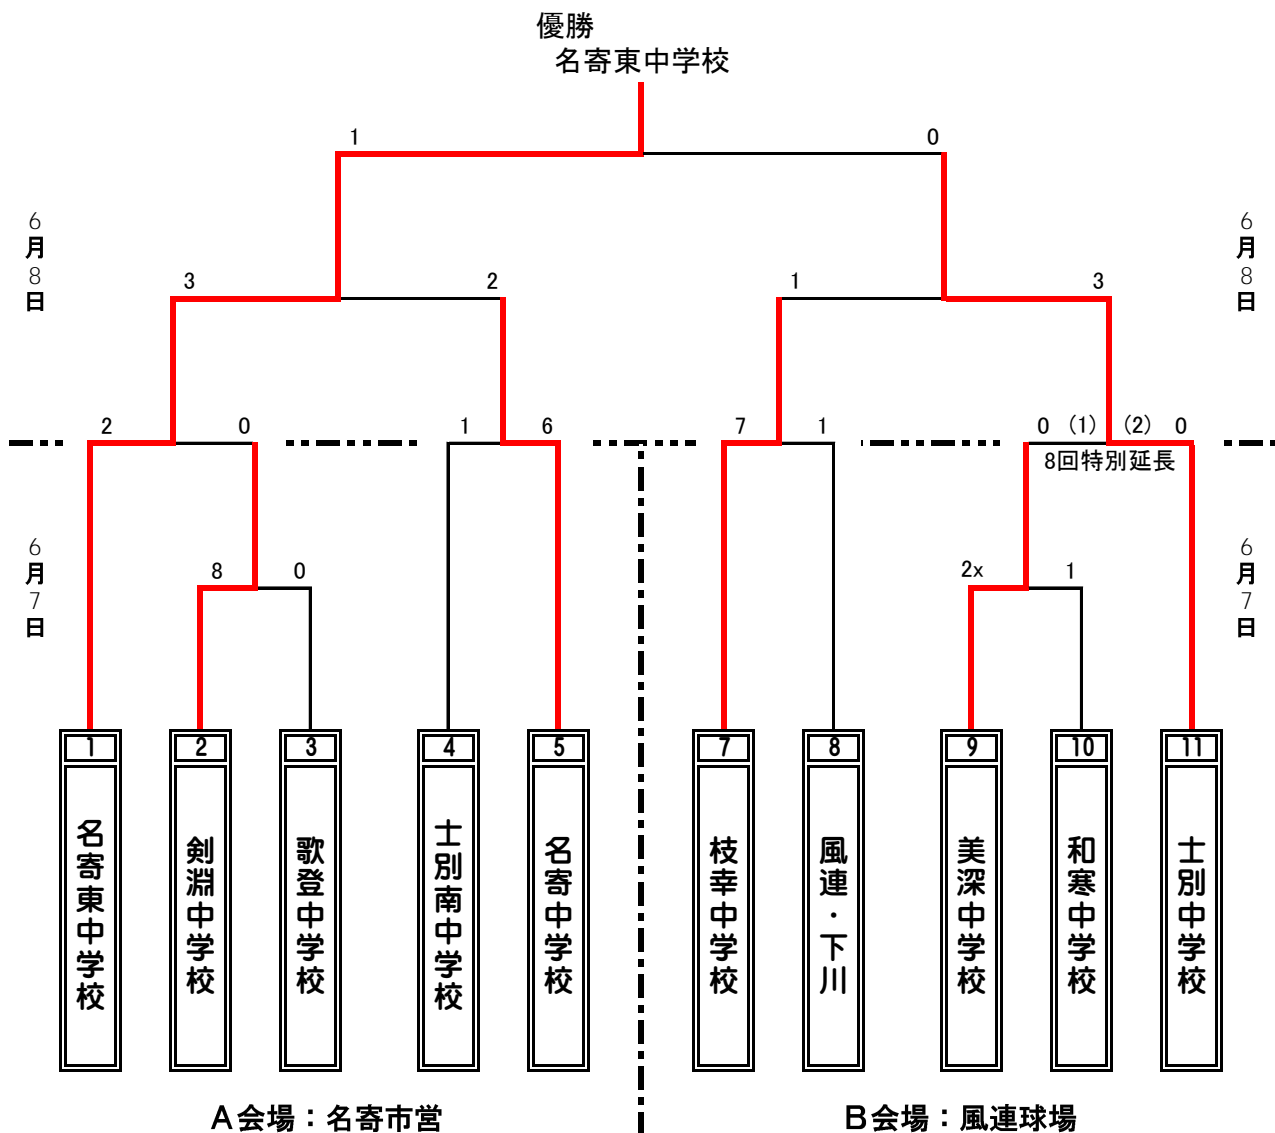 優勝
名寄東中学校
1 0
6月8日
6月8日
3 2 1 3
2 0 1 6 7 1 0 (1) (2) 0
8回特別延長
6月7日
6月7日
8 0 2x 1
1 2 3 4 5 7 8 9 10 11
名寄東中学校
剣淵中学校
歌登中学校
士別南中学校
名寄中学校
枝幸中学校
風連・下川
美深中学校
和寒中学校
士別中学校
A会場：名寄市営
B会場：風連球場